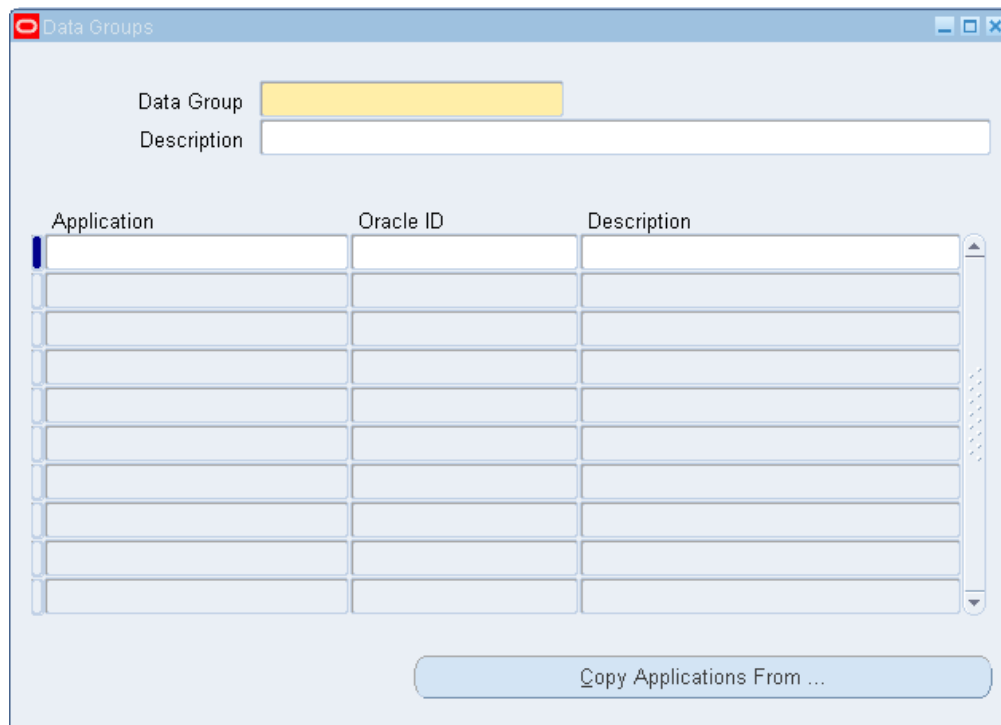 Data Groups
Data Group
Description
Application Oracle ID Description
Copy Applications From ...